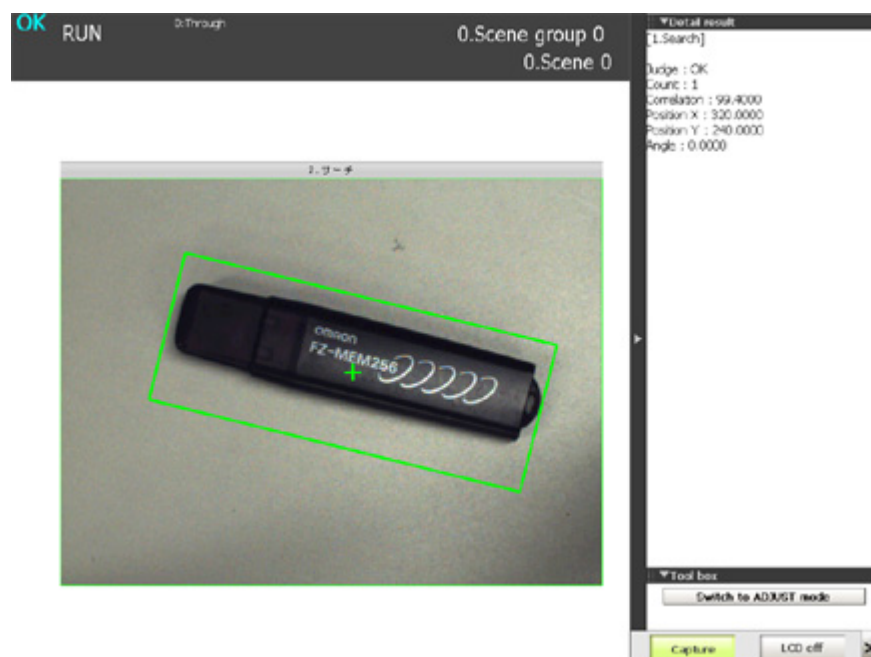 OK
RUN
0:Through
0.Scene group 0
0.Scene 0
1.サーチ
OMRON
FZ-MEM256
▼Detail result
[1.Search]
Judge : OK
Count : 1
Correlation : 99.4000
Position X : 320.0000
Position Y : 240.0000
Angle : 0.0000
▼Tool box
Switch to ADJUST mode
Capture
LCD off